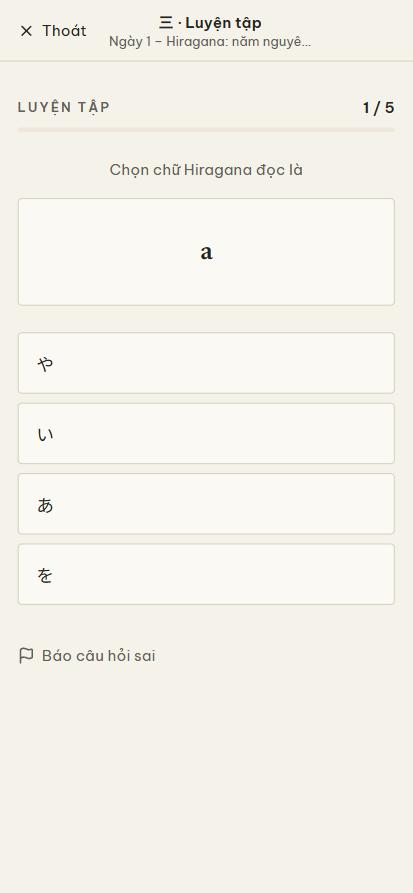 Thoát
三 · Luyện tập
Ngày 1 – Hiragana: năm nguyê...
LUYỆN TẬP
1 / 5
Chọn chữ Hiragana đọc là
a
や
い
あ
を
Báo câu hỏi sai